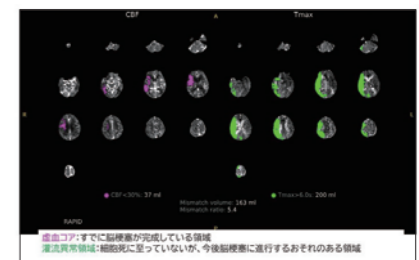 CBF
A
Tmax
R
L
CBF<30%: 37 ml
Tmax>6.0s: 200 ml
Mismatch volume: 163 ml
Mismatch ratio: 5.4
RAPID
P
虚血コア:すでに脳梗塞が完成している領域
灌流異常領域:細胞死に至っていないが、今後脳梗塞に進行するおそれのある領域